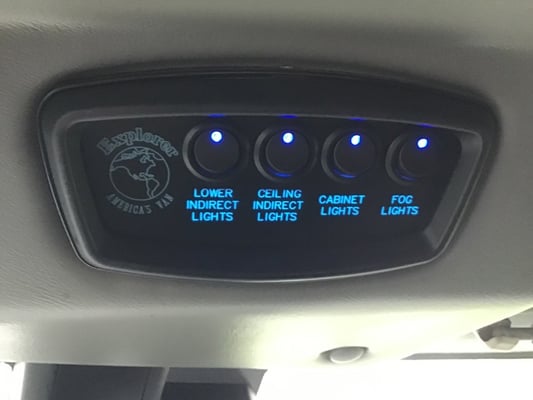 Explorer
AMERICA'S VAN
LOWER
INDIRECT
LIGHTS
CEILING
INDIRECT
LIGHTS
CABINET
LIGHTS
FOG
LIGHTS